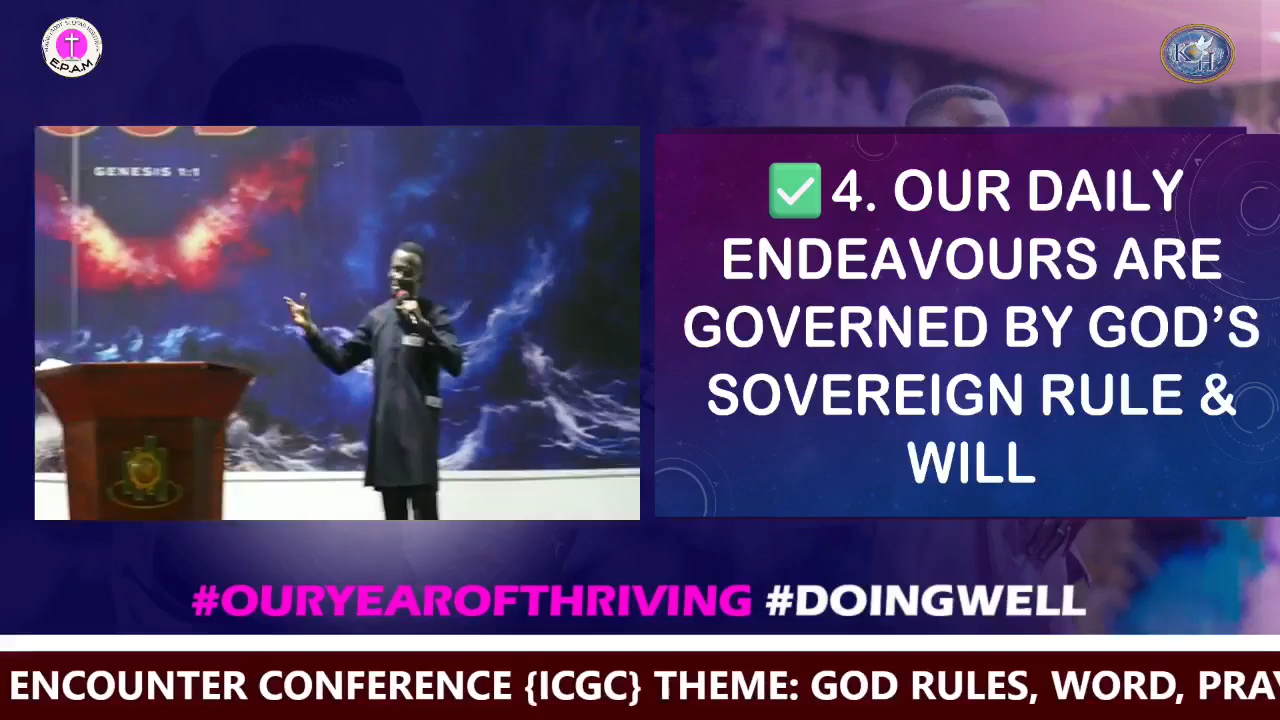 E.P.A.M
K H
GOD
GENESIS 1:1
✅ 4. OUR DAILY
ENDEAVOURS ARE
GOVERNED BY GOD’S
SOVEREIGN RULE &
WILL
#OURYEAROFTHRIVING #DOINGWELL
ENCOUNTER CONFERENCE {ICGC} THEME: GOD RULES, WORD, PRAY